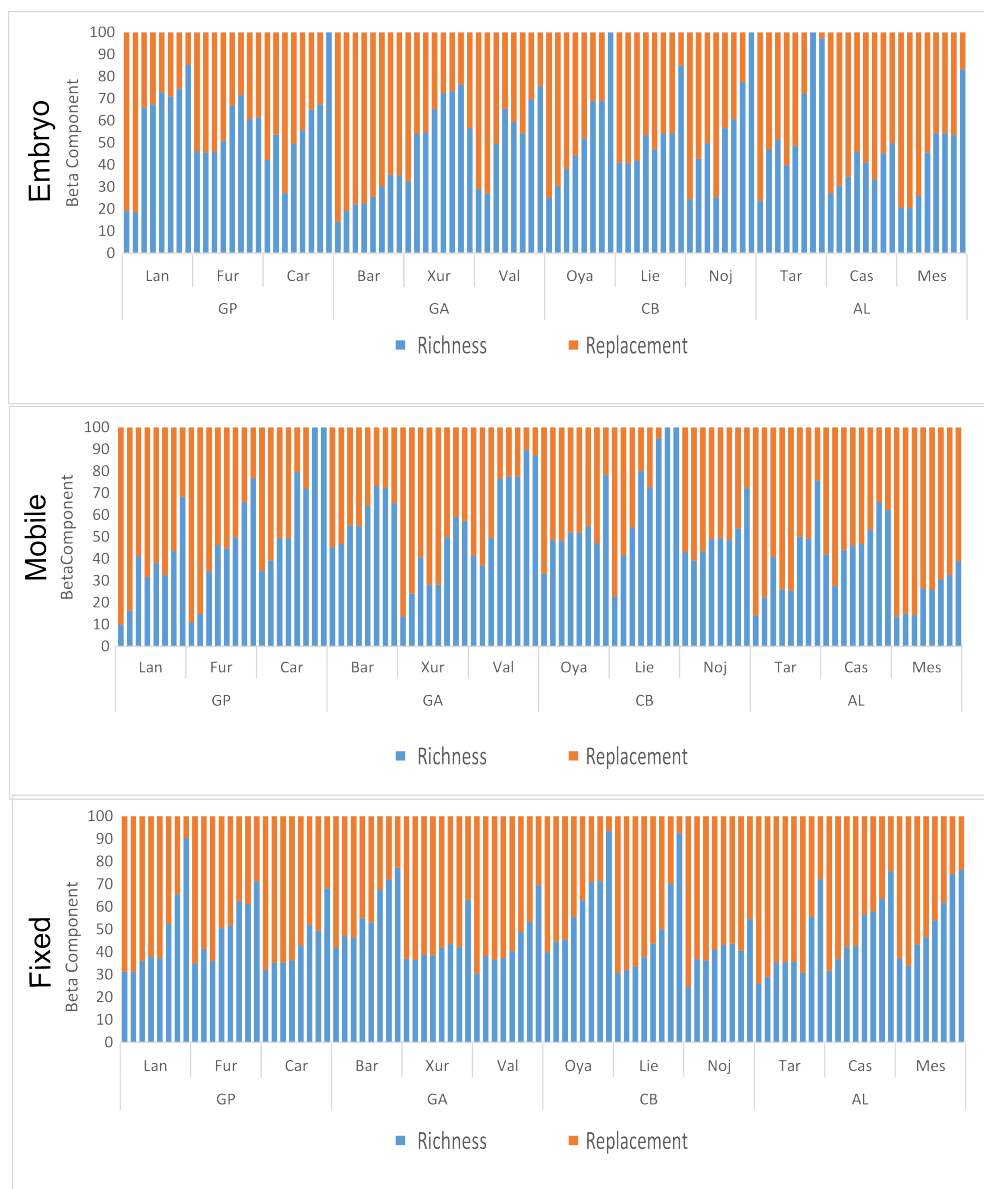 Embryo
Beta Component
100
90
80
70
60
50
40
30
20
10
0
Lan Fur Car Bar Xur Val Oya Lie Noj Tar Cas Mes
GP GA CB AL
Richness Replacement
Mobile
BetaComponent
100
90
80
70
60
50
40
30
20
10
0
Lan Fur Car Bar Xur Val Oya Lie Noj Tar Cas Mes
GP GA CB AL
Richness Replacement
Fixed
Beta Component
100
90
80
70
60
50
40
30
20
10
0
Lan Fur Car Bar Xur Val Oya Lie Noj Tar Cas Mes
GP GA CB AL
Richness Replacement